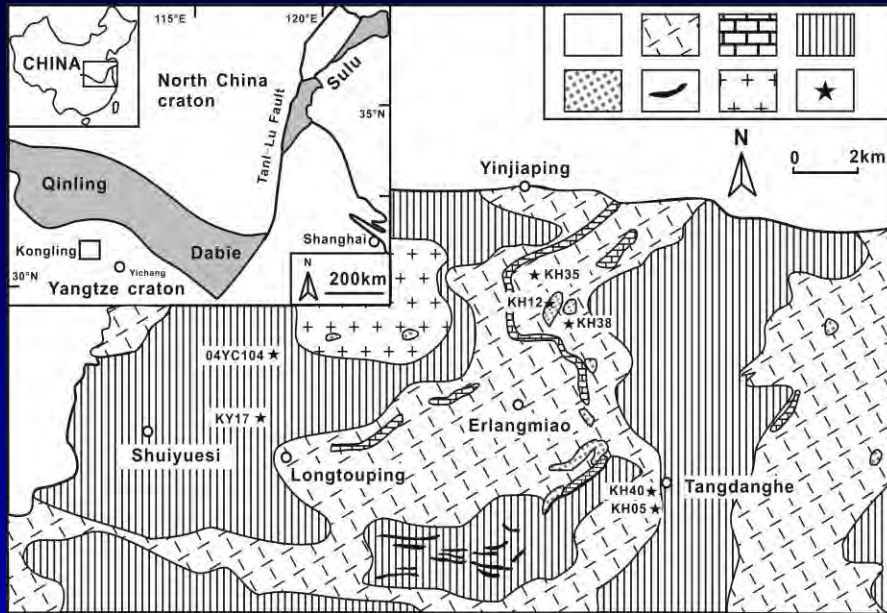 115°E
120°E
CHINA
North China
craton
Sulu
Tanl-Lu Fault
35°N
Qinling
Kongling
Yichang
Dabie
Shanghai
30°N
Yangtze craton
N
200km
N
0 2km
Yinjiaping
KH35
KH12
KH38
04YC104
KY17
Erlangmiao
Shuiyuesi
Longtouping
KH40
Tangdanghe
KH05